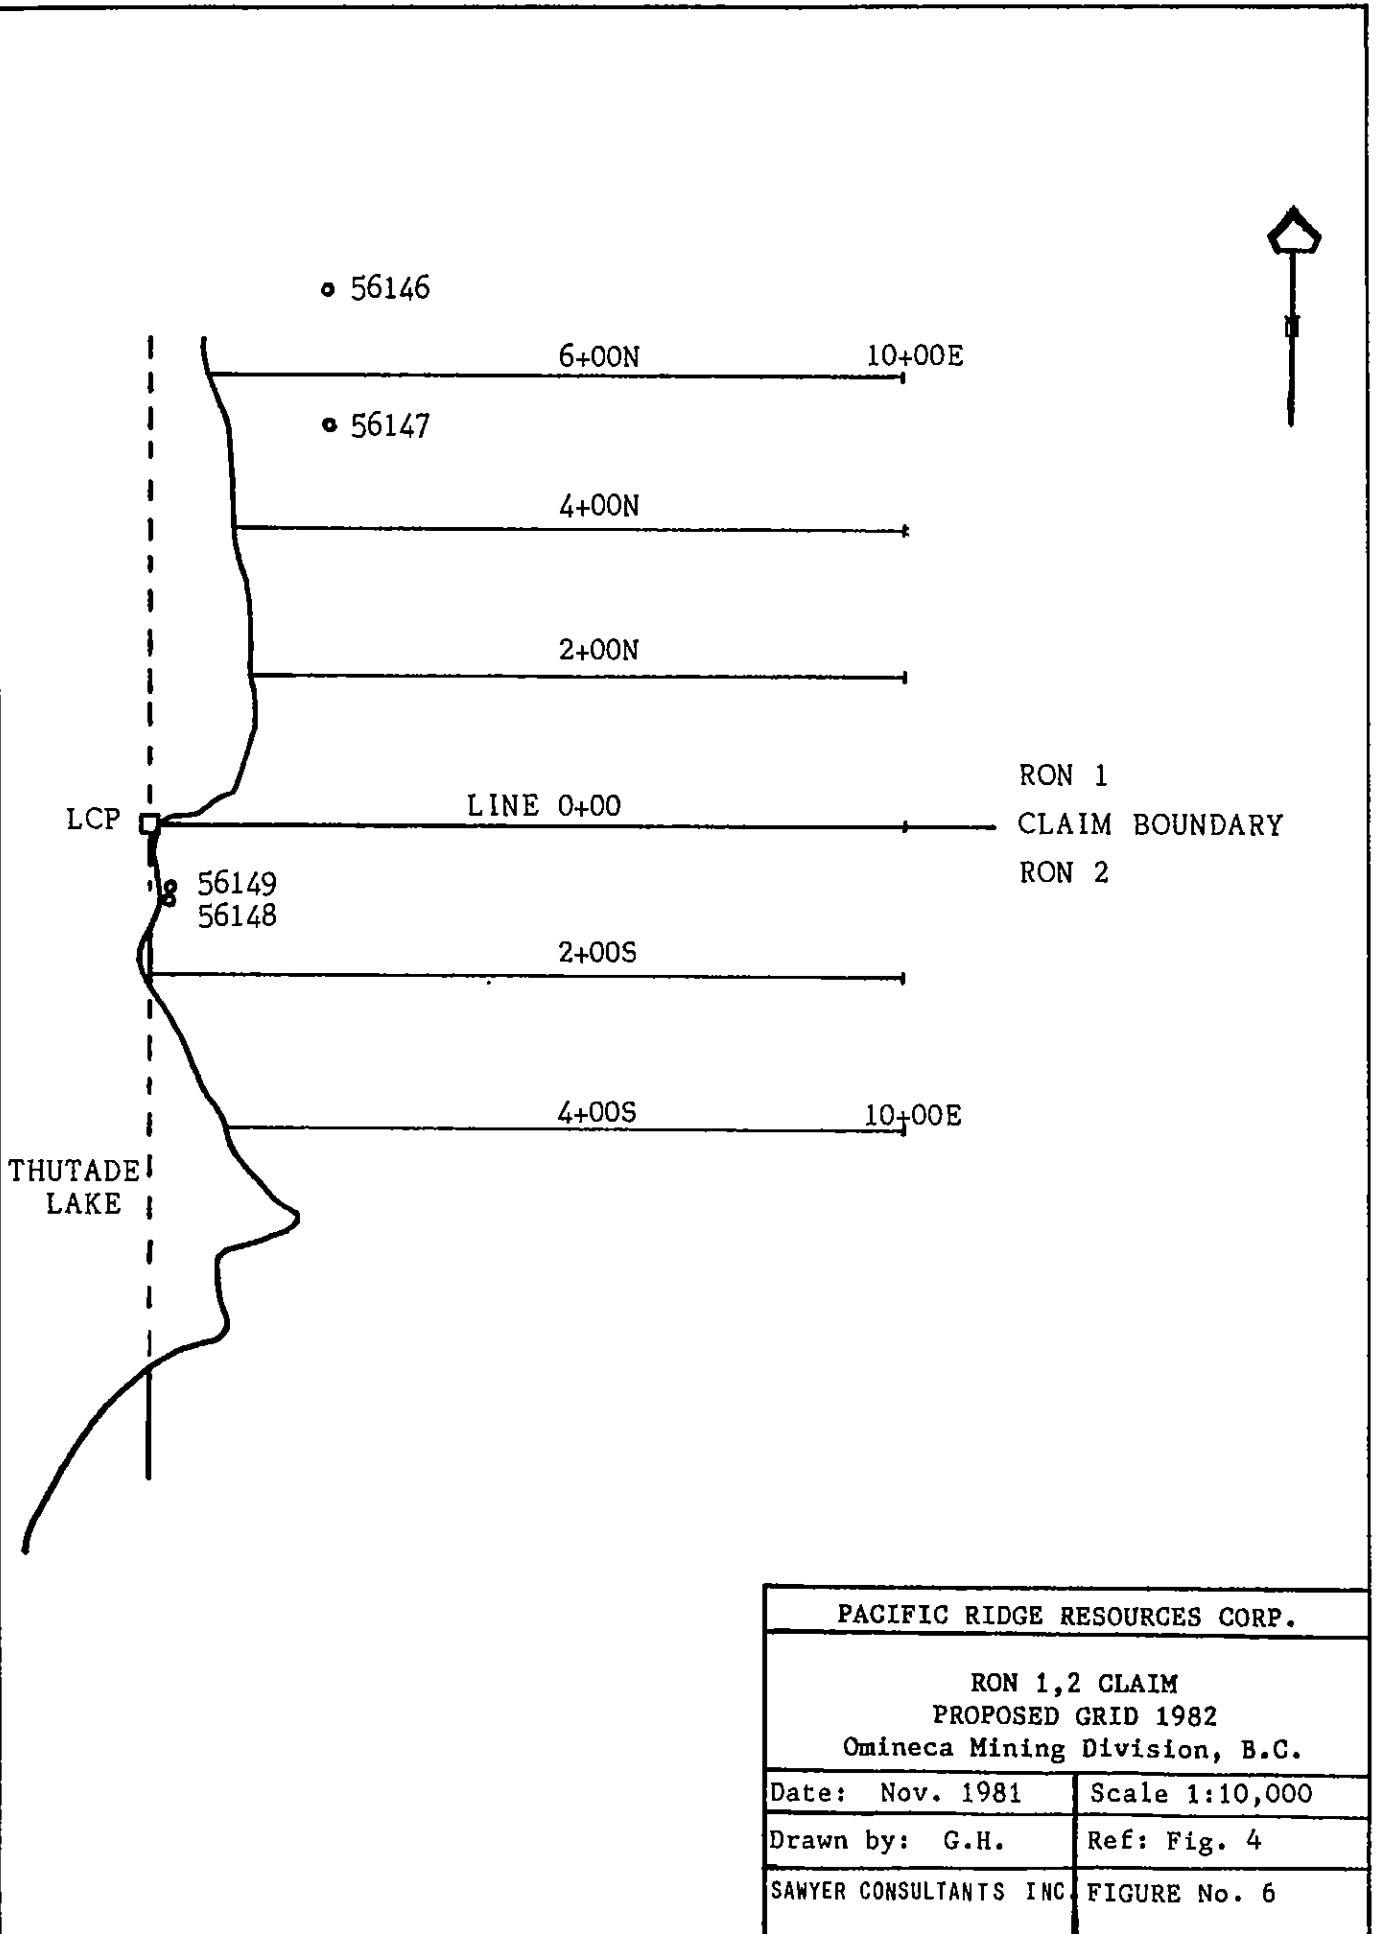 56146
6+00N
10+00E
56147
4+00N
2+00N
RON 1
LCP
LINE 0+00
CLAIM BOUNDARY
RON 2
56149
56148
2+00S
4+00S
10+00E
THUTADE
LAKE
PACIFIC RIDGE RESOURCES CORP.
RON 1,2 CLAIM
PROPOSED GRID 1982
Omineca Mining Division, B.C.
Date: Nov. 1981
Scale 1:10,000
Drawn by: G.H.
Ref: Fig. 4
SAWYER CONSULTANTS INC.
FIGURE No. 6